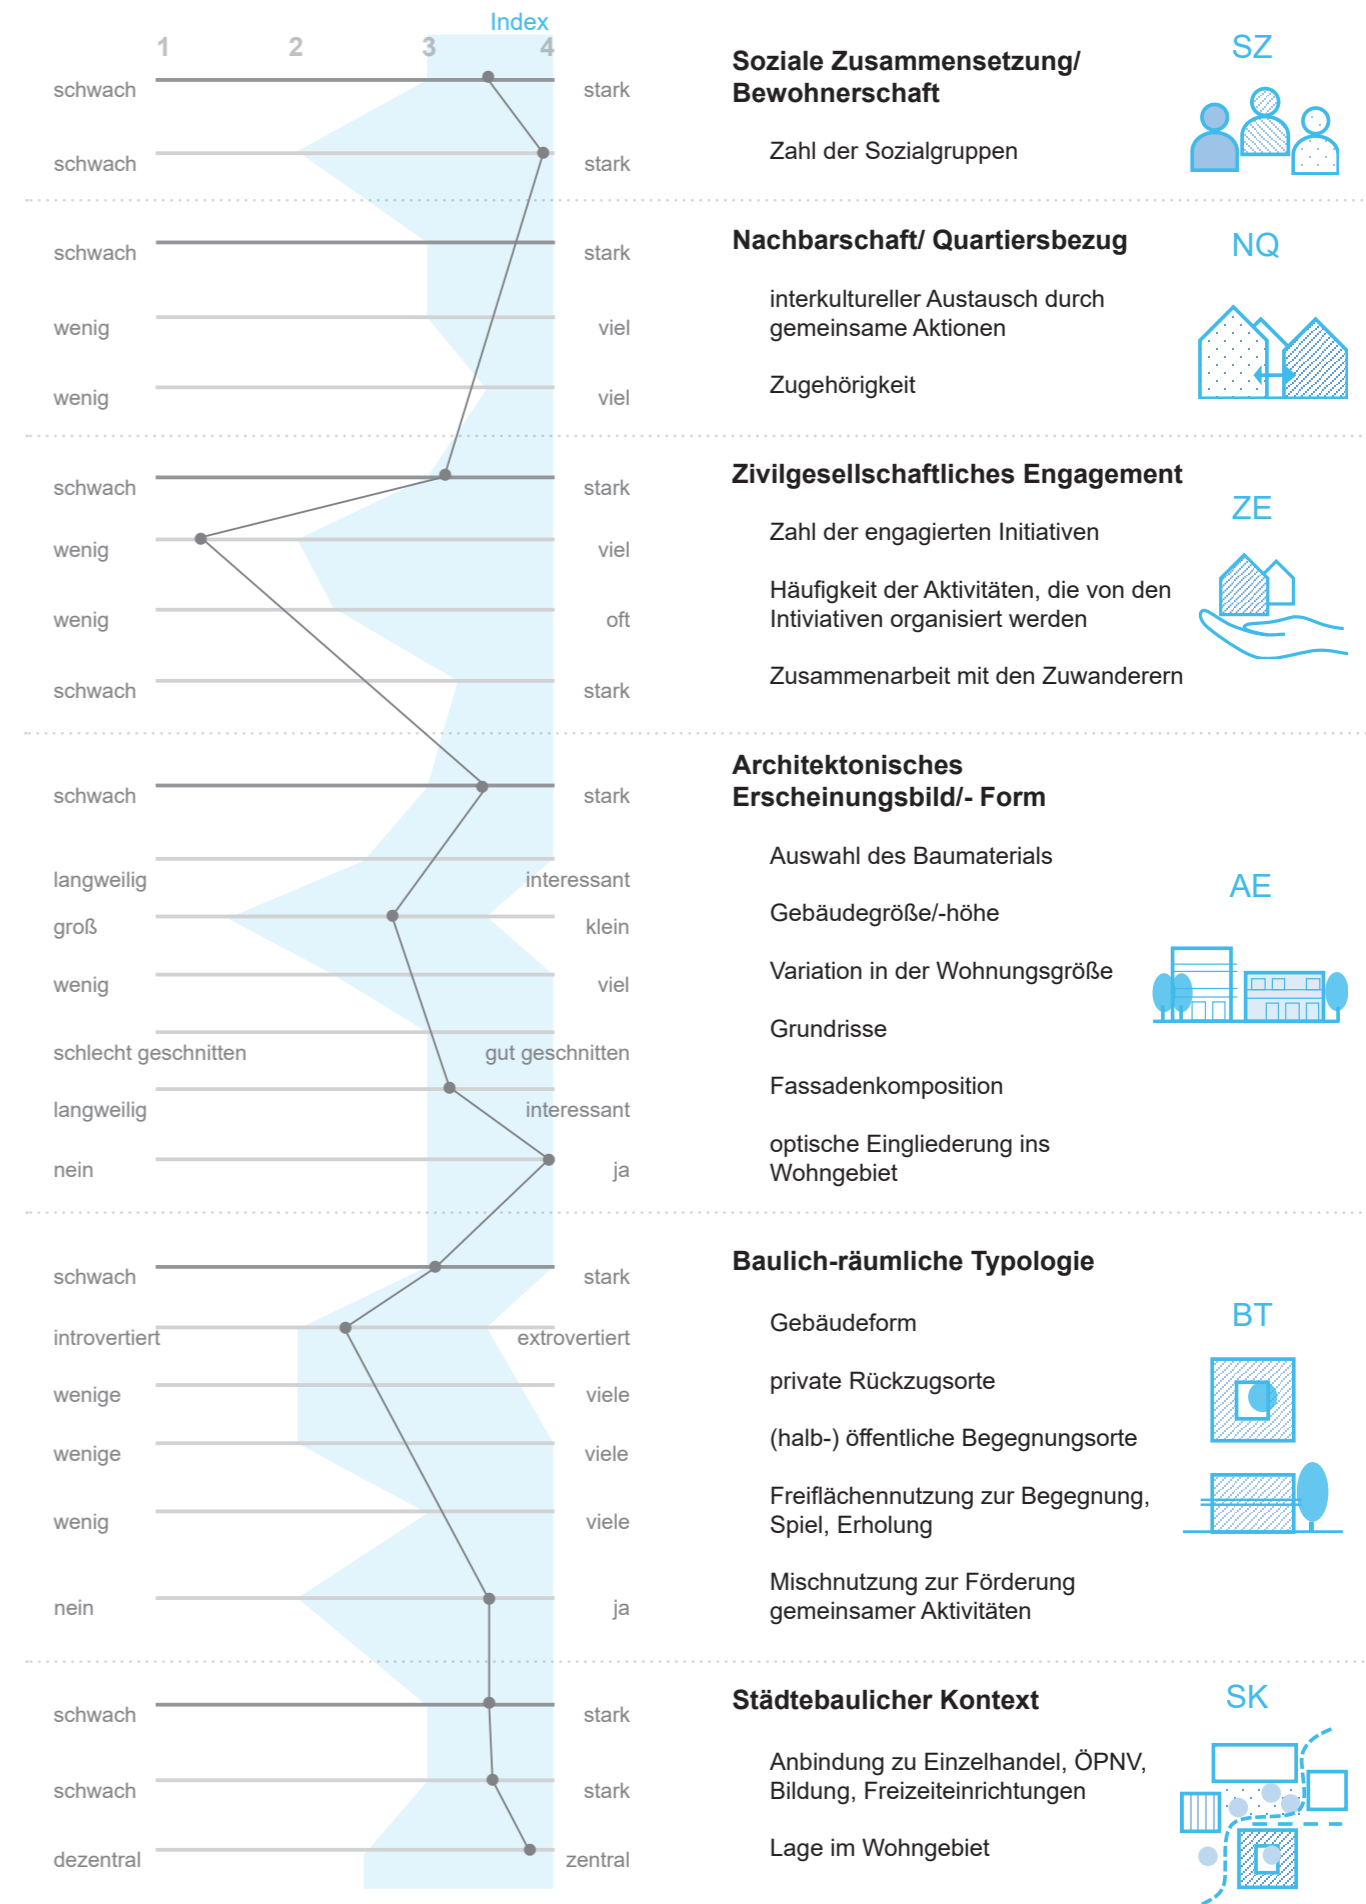 Index
1 2 3 4
schwach stark
Soziale Zusammensetzung/
Bewohnerschaft
SZ
schwach stark
Zahl der Sozialgruppen
schwach stark
Nachbarschaft/ Quartiersbezug
NQ
wenig viel
interkultureller Austausch durch
gemeinsame Aktionen
wenig viel
Zugehörigkeit
schwach stark
Zivilgesellschaftliches Engagement
ZE
wenig viel
Zahl der engagierten Initiativen
wenig oft
Häufigkeit der Aktivitäten, die von den
Intiviativen organisiert werden
schwach stark
Zusammenarbeit mit den Zuwanderern
schwach stark
Architektonisches
Erscheinungsbild/- Form
AE
langweilig interessant
Auswahl des Baumaterials
groß klein
Gebäudegröße/-höhe
wenig viel
Variation in der Wohnungsgröße
schlecht geschnitten gut geschnitten
Grundrisse
langweilig interessant
Fassadenkomposition
nein ja
optische Eingliederung ins
Wohngebiet
schwach stark
Baulich-räumliche Typologie
BT
introvertiert extrovertiert
Gebäudeform
wenige viele
private Rückzugsorte
wenige viele
(halb-) öffentliche Begegnungsorte
wenig viele
Freiflächennutzung zur Begegnung,
Spiel, Erholung
nein ja
Mischnutzung zur Förderung
gemeinsamer Aktivitäten
schwach stark
Städtebaulicher Kontext
SK
schwach stark
Anbindung zu Einzelhandel, ÖPNV,
Bildung, Freizeiteinrichtungen
dezentral zentral
Lage im Wohngebiet